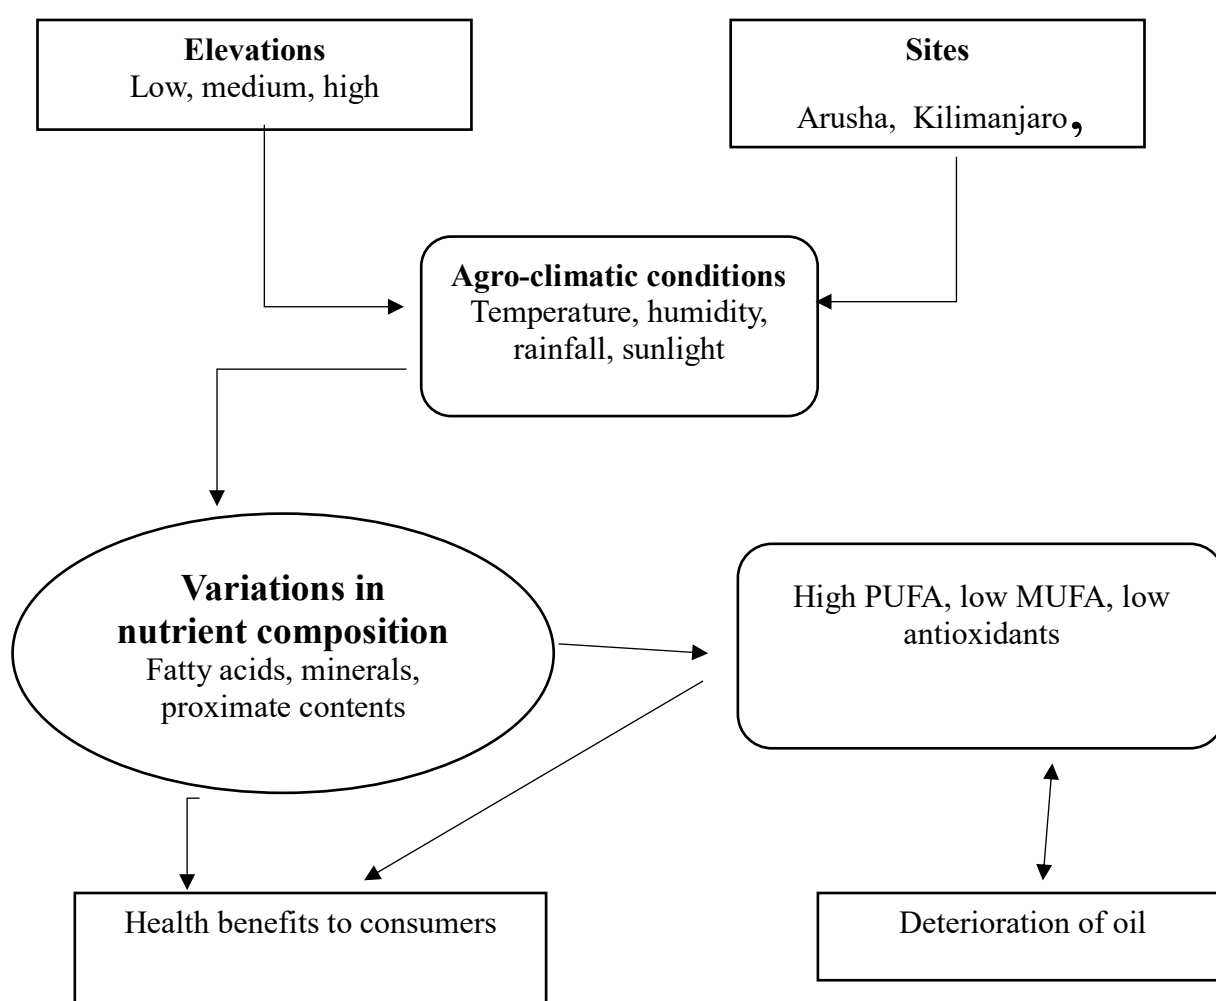 Elevations
Low, medium, high
Sites
Arusha, Kilimanjaro,
Agro-climatic conditions
Temperature, humidity,
rainfall, sunlight
Variations in
nutrient composition
Fatty acids, minerals,
proximate contents
High PUFA, low MUFA, low
antioxidants
Health benefits to consumers
Deterioration of oil